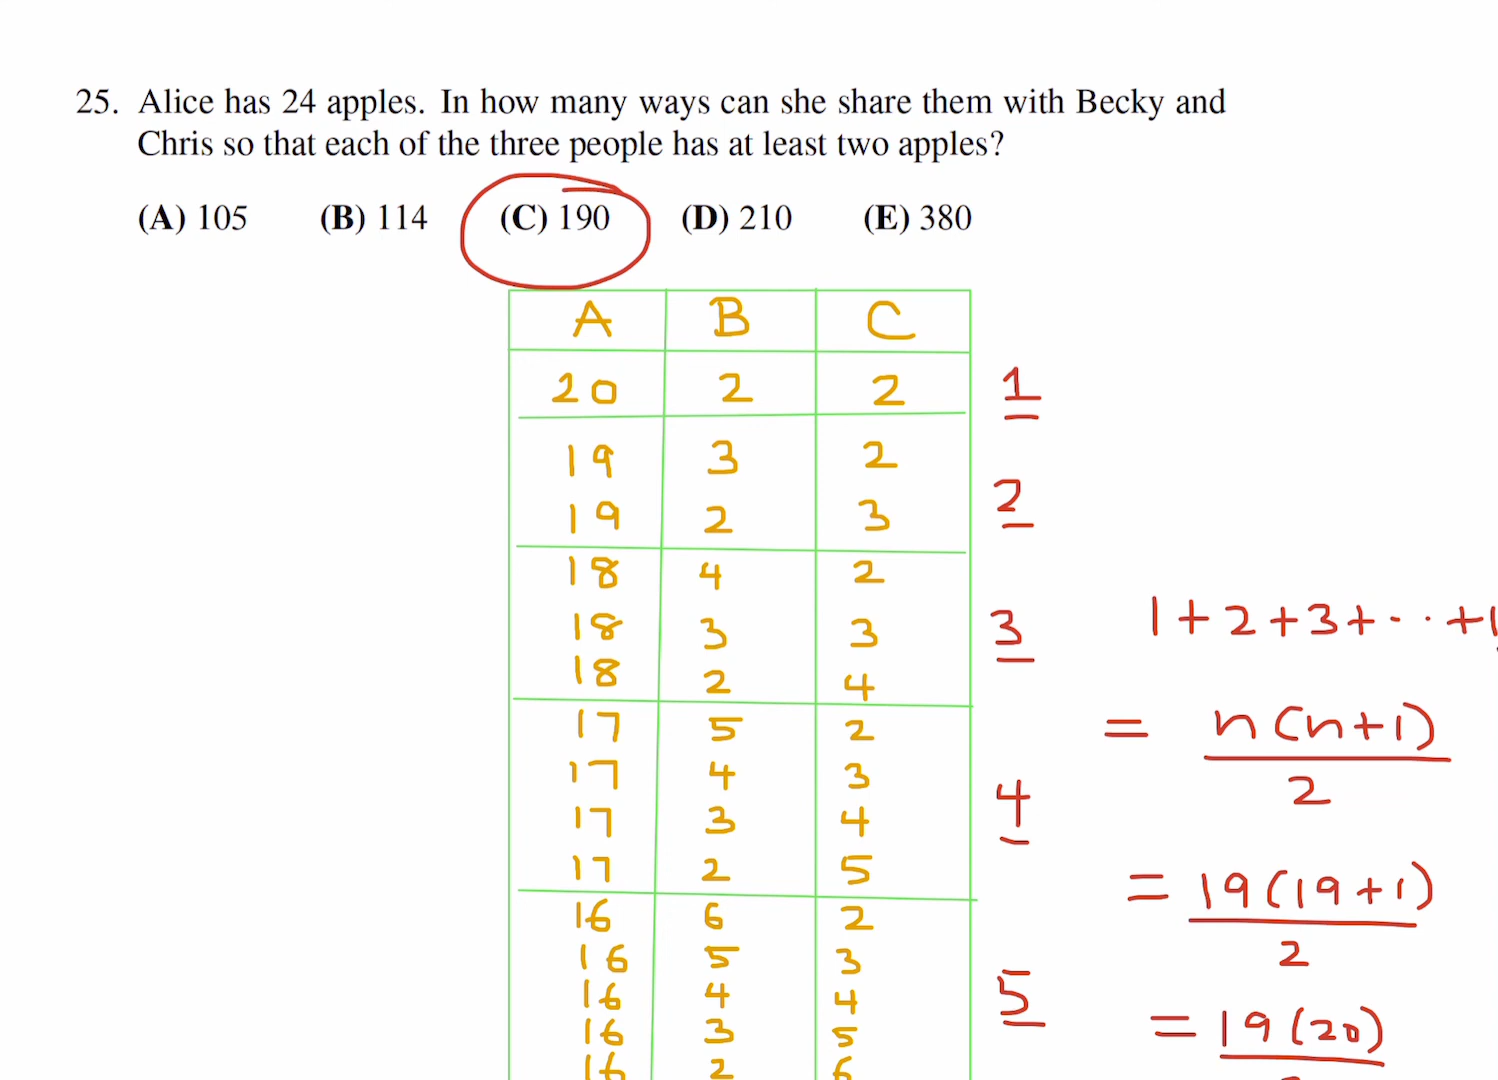 25. Alice has 24 apples. In how many ways can she share them with Becky and
Chris so that each of the three people has at least two apples?
(A) 105 (B) 114 (C) 190 (D) 210 (E) 380
A B C
20 2 2 1
19 3 2
19 2 3
2
18 4 2
18 3 3
18 2 4
3
1+2+3+··+
17 5 2
17 4 3
17 3 4
17 2 5
4
= n(n+1)
2
16 6 2
16 5 3
16 4 4
16 3 5
16 2 6
5
= 19(19+1)
2
= 19(20)